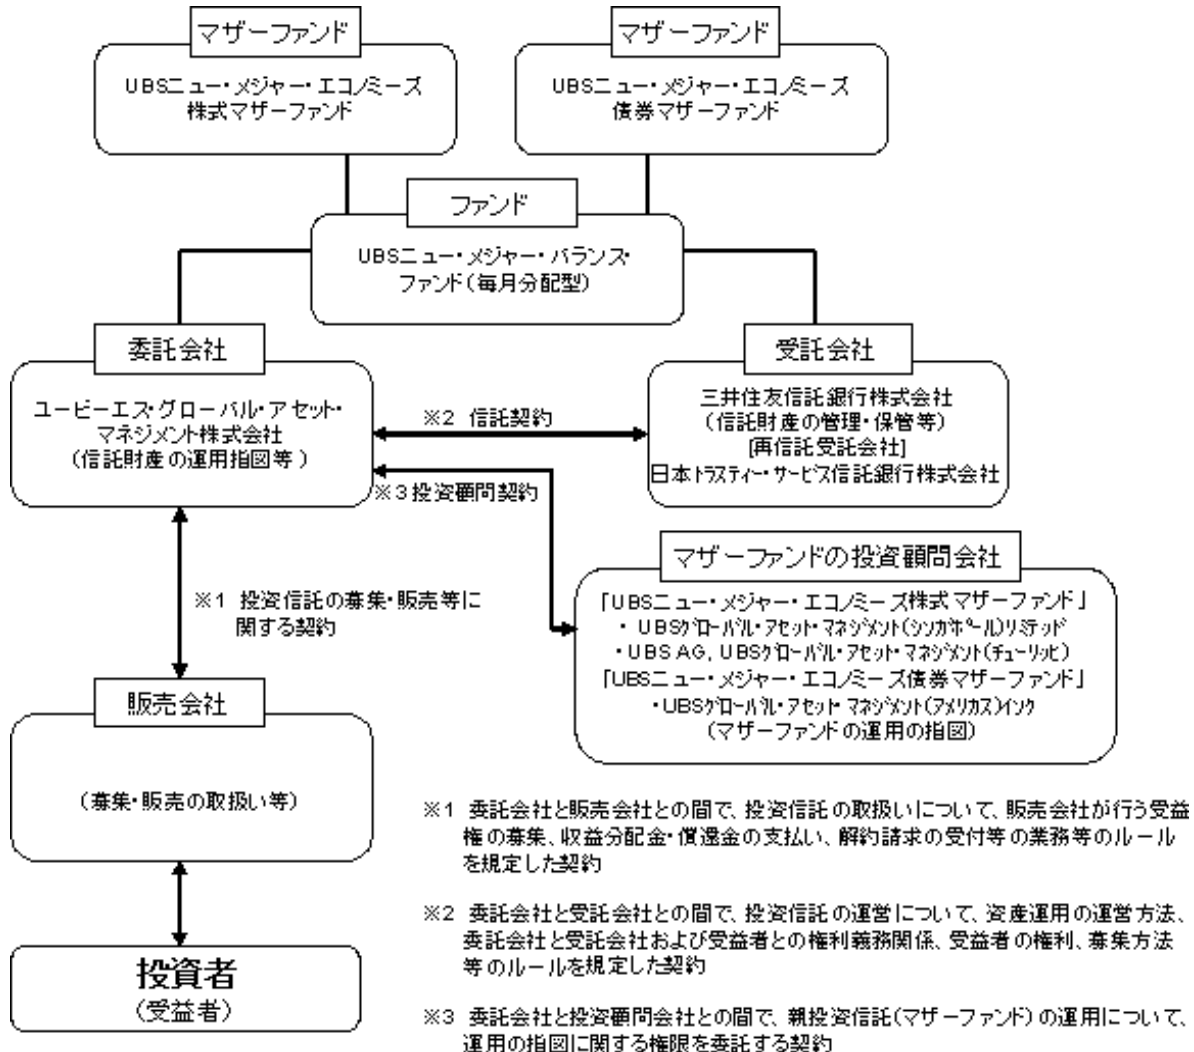 マザーファンド
UBSニュー・メジャー・エコノミーズ
株式マザーファンド
マザーファンド
UBSニュー・メジャー・エコノミーズ
債券マザーファンド
ファンド
UBSニュー・メジャー・バランス・
ファンド(毎月分配型)
委託会社
ユービーエス・グローバル・アセット・
マネジメント株式会社
(信託財産の運用指図等)
※2 信託契約
※3投資顧問契約
受託会社
三井住友信託銀行株式会社
(信託財産の管理・保管等)
[再信託受託会社]
日本トラスティー・サービス信託銀行株式会社
※1 投資信託の募集・販売等に
関する契約
マザーファンドの投資顧問会社
「UBSニュー・メジャー・エコノミーズ株式マザーファンド」
・ UBSグローバル・アセット・マネジメント(シンガポール)リミテッド
・UBS AG, UBSグローバル・アセット・マネジメント(チューリッヒ)
「UBSニュー・メジャー・エコノミーズ債券マザーファンド」
・UBSグローバル・アセット・マネジメント(アメリカス)インク
(マザーファンドの運用の指図)
販売会社
(募集・販売の取扱い等)
投資者
(受益者)
※1 委託会社と販売会社との間で、投資信託の取扱いについて、販売会社が行う受益
権の募集、収益分配金・償還金の支払い、解約請求の受付等の業務等のルール
を規定した契約
※2 委託会社と受託会社との間で、投資信託の運営について、資産運用の運営方法、
委託会社と受託会社および受益者との権利義務関係、受益者の権利、募集方法
等のルールを規定した契約
※3 委託会社と投資顧問会社との間で、親投資信託(マザーファンド)の運用について、
運用の指図に関する権限を委託する契約